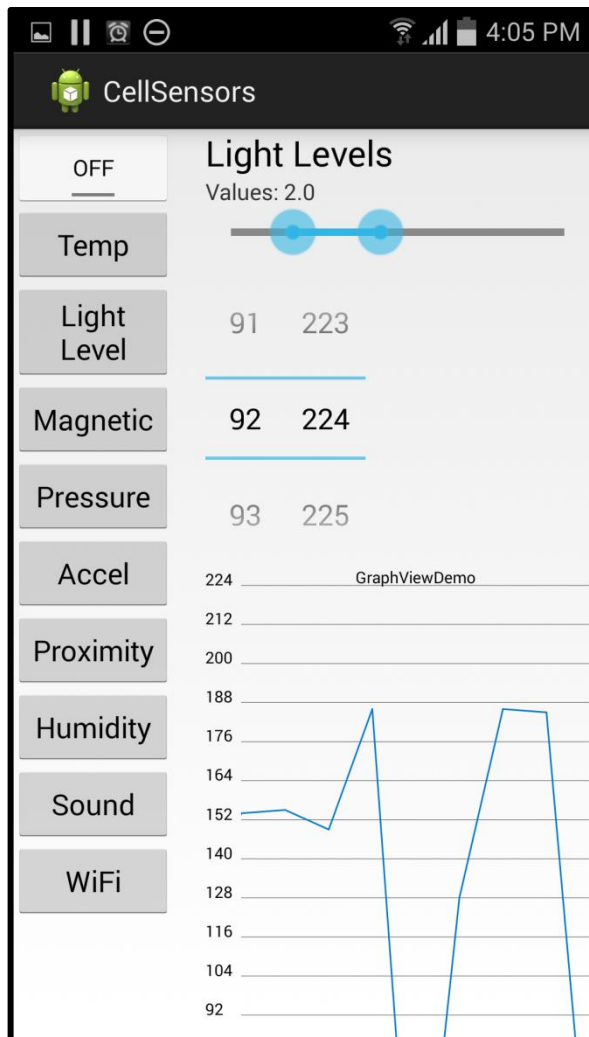 4:05 PM
CellSensors
OFF
Temp
Light
Level
Magnetic
Pressure
Accel
Proximity
Humidity
Sound
WiFi
Light Levels
Values: 2.0
91 223
92 224
93 225
GraphViewDemo
224
212
200
188
176
164
152
140
128
116
104
92